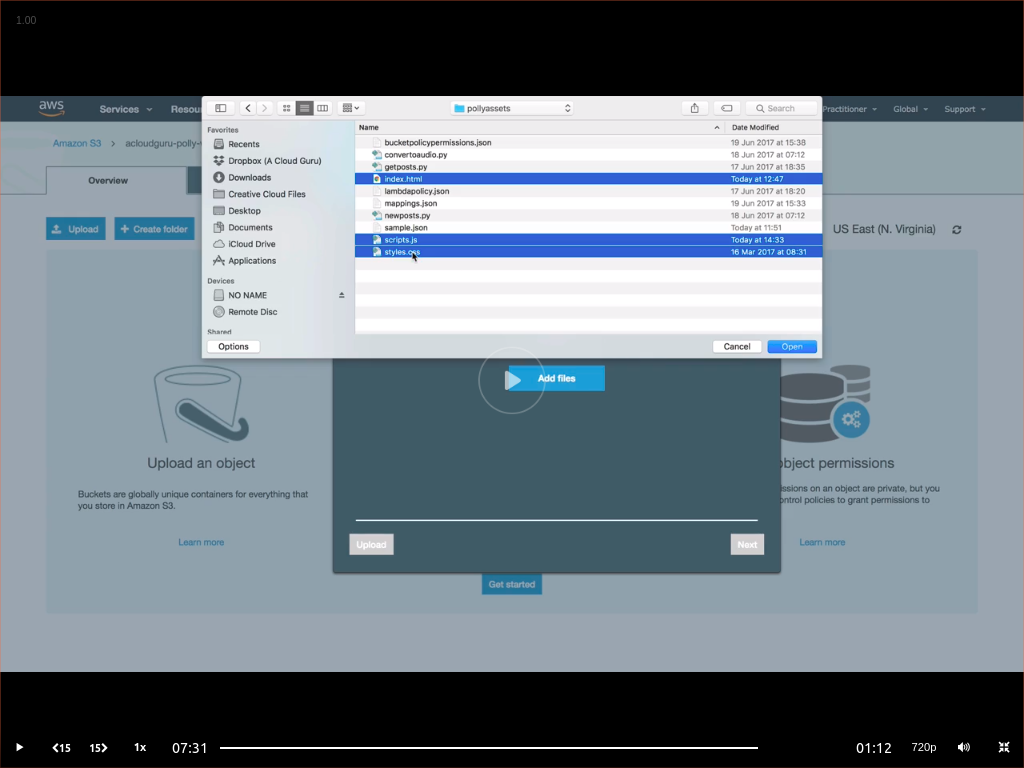 1.00
aws
Services
Resou
Practitioner
Global
Support
Amazon S3 > acloudguru-polly-
Overview
Upload
Create folder
US East (N. Virginia)
pollyassets
Search
Favorites
Recents
Dropbox (A Cloud Guru)
Downloads
Creative Cloud Files
Desktop
Documents
iCloud Drive
Applications
Devices
NO NAME
Remote Disc
Shared
Name Date Modified
bucketpolicypermissions.json 19 Jun 2017 at 15:38
convertoaudio.py 18 Jun 2017 at 07:12
getposts.py 17 Jun 2017 at 18:35
index.html Today at 12:47
lambdapolicy.json 17 Jun 2017 at 18:20
mappings.json 19 Jun 2017 at 15:33
newposts.py 18 Jun 2017 at 07:12
sample.json Today at 11:51
scripts.js Today at 14:33
styles.css 16 Mar 2017 at 08:31
Options
Cancel
Open
Add files
Upload an object
Buckets are globally unique containers for everything that
you store in Amazon S3.
Learn more
object permissions
issions on an object are private, but you
ontrol policies to grant permissions to
Learn more
Upload
Next
Get started
15
15
1x
07:31
01:12
720p